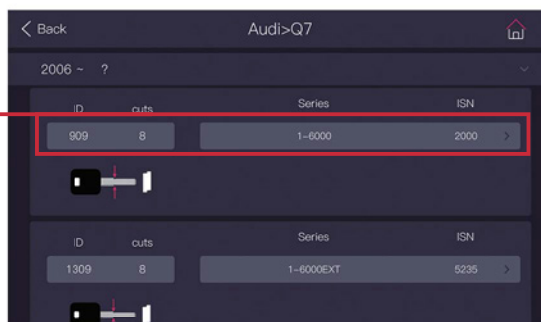 Back Audi>Q7
2006 ~ ?
ID cuts Series ISN
909 8 1-6000 2000
ID cuts Series ISN
1309 8 1-6000EXT 5235